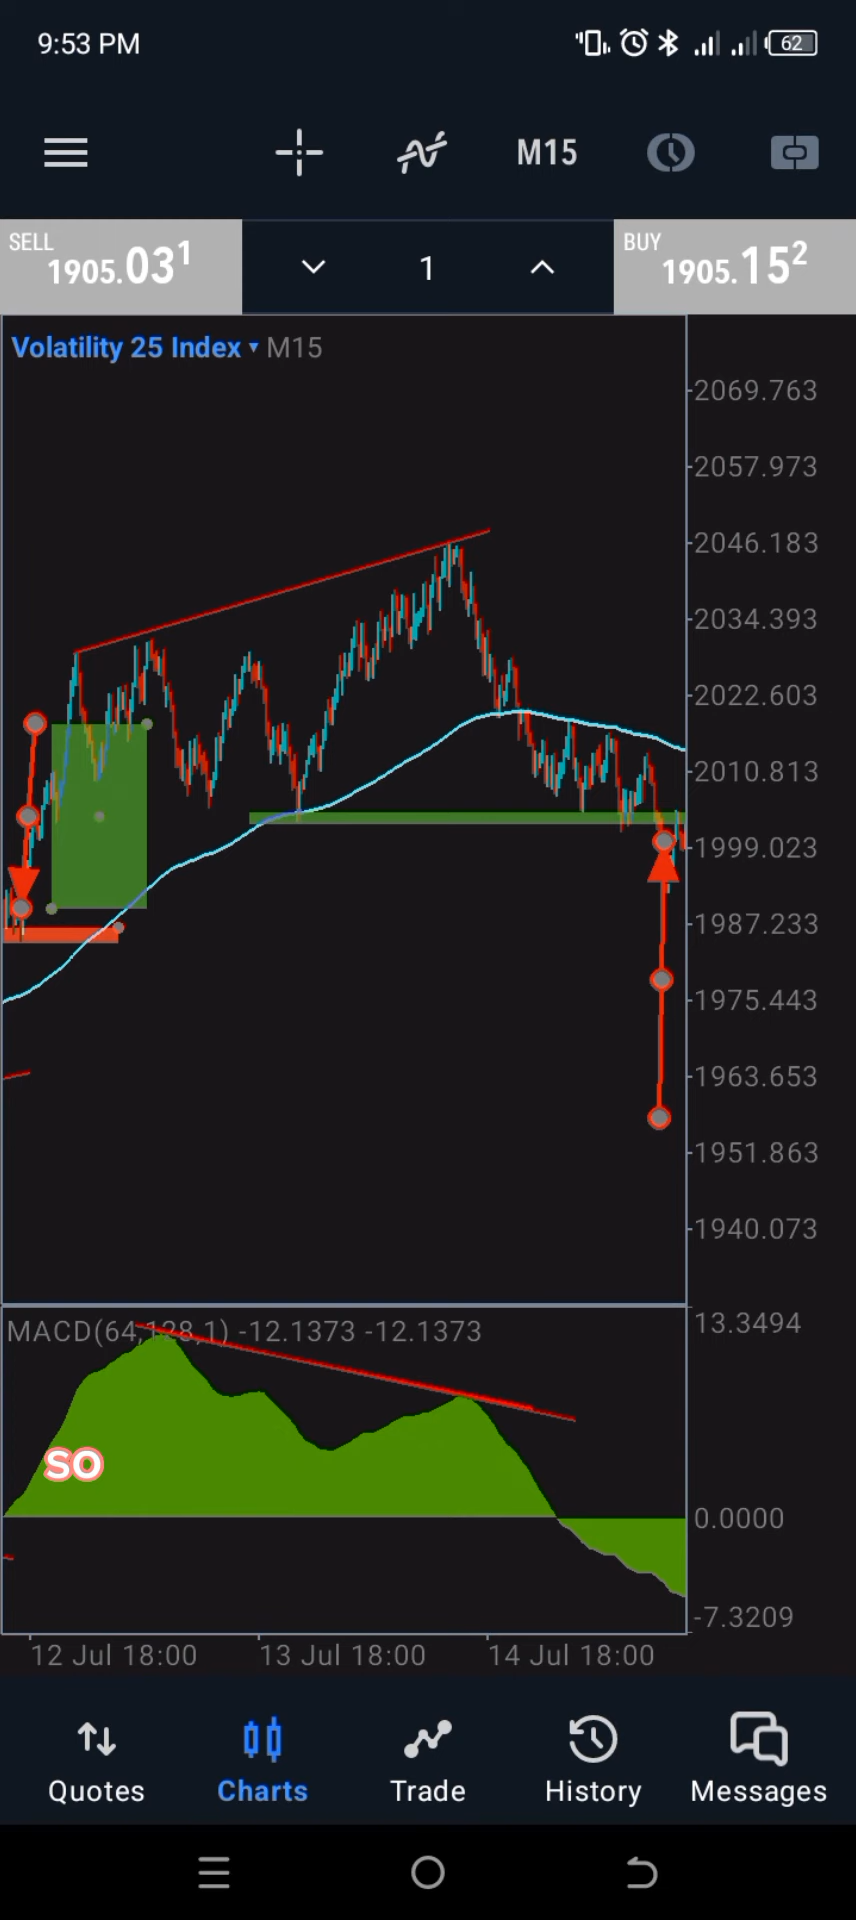 9:53 PM
62
M15
SELL
1905.031
1
BUY
1905.152
Volatility 25 Index ▾ M15
2069.763
2057.973
2046.183
2034.393
2022.603
2010.813
1999.023
1987.233
1975.443
1963.653
1951.863
1940.073
MACD(64,128,1) -12.1373 -12.1373
13.3494
SO
0.0000
-7.3209
12 Jul 18:00
13 Jul 18:00
14 Jul 18:00
Quotes
Charts
Trade
History
Messages